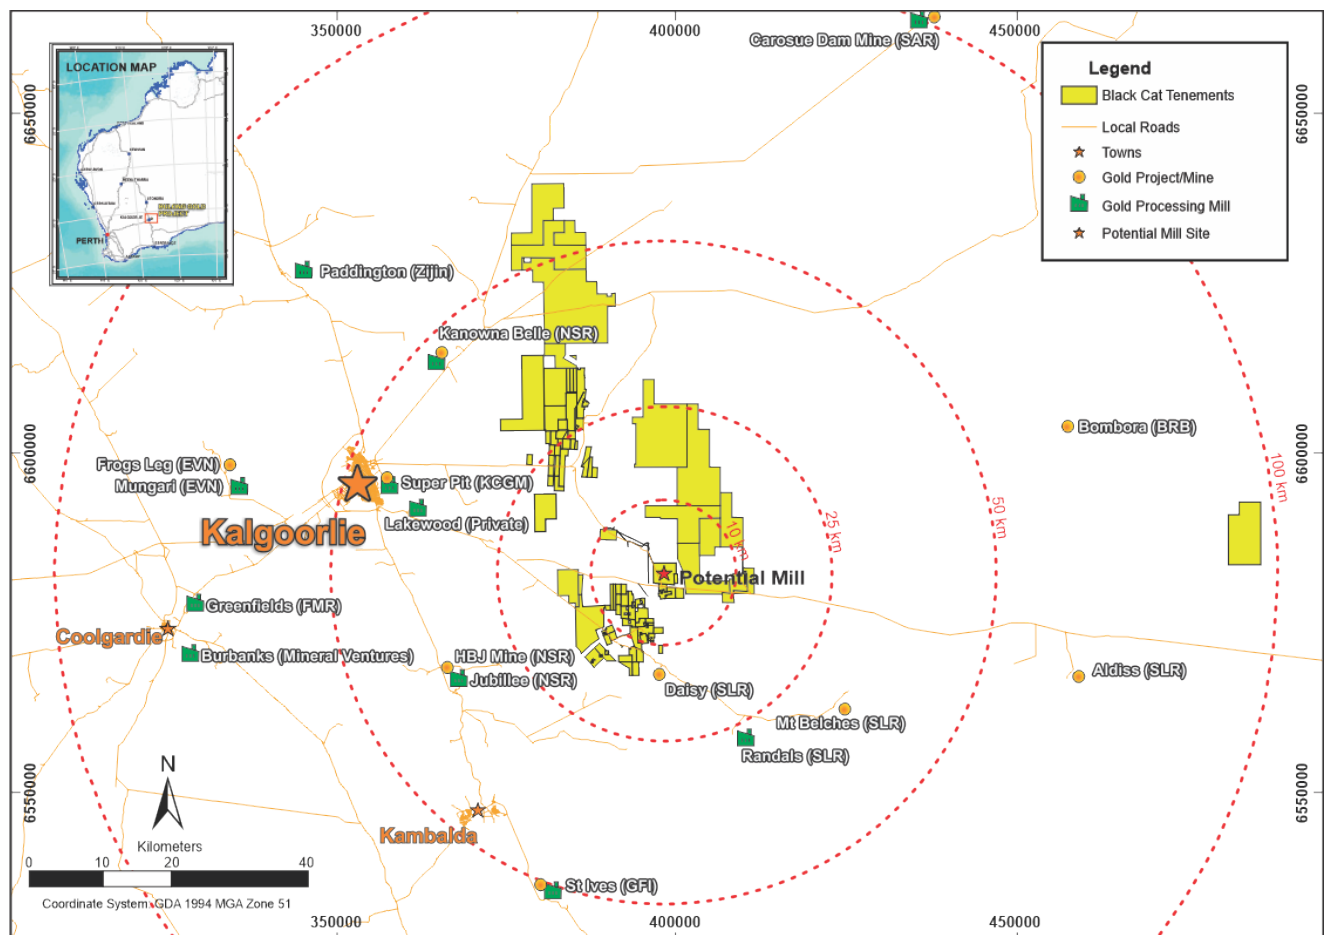 350000
400000
450000
Carosue Dam Mine (SAR)
LOCATION MAP
PERTH
Legend
Black Cat Tenements
Local Roads
Towns
Gold Project/Mine
Gold Processing Mill
Potential Mill Site
6650000
6650000
Paddington (Zijin)
Kanowna Belle (NSR)
Bombora (BRB)
6600000
6600000
Frogs Leg (EVN)
Mungari (EVN)
Super Pit (KCGM)
Lakewood (Private)
Kalgoorlie
10 km
25 km
50 km
100 km
Potential Mill
Greenfields (FMR)
Coolgardie
Burbanks (Mineral Ventures)
HBJ Mine (NSR)
Jubillee (NSR)
Daisy (SLR)
Aldiss (SLR)
Mt Belches (SLR)
Randals (SLR)
6550000
6550000
N
Kilometers
0 10 20 40
Coordinate System: GDA 1994 MGA Zone 51
Kambalda
St Ives (GFI)
350000
400000
450000